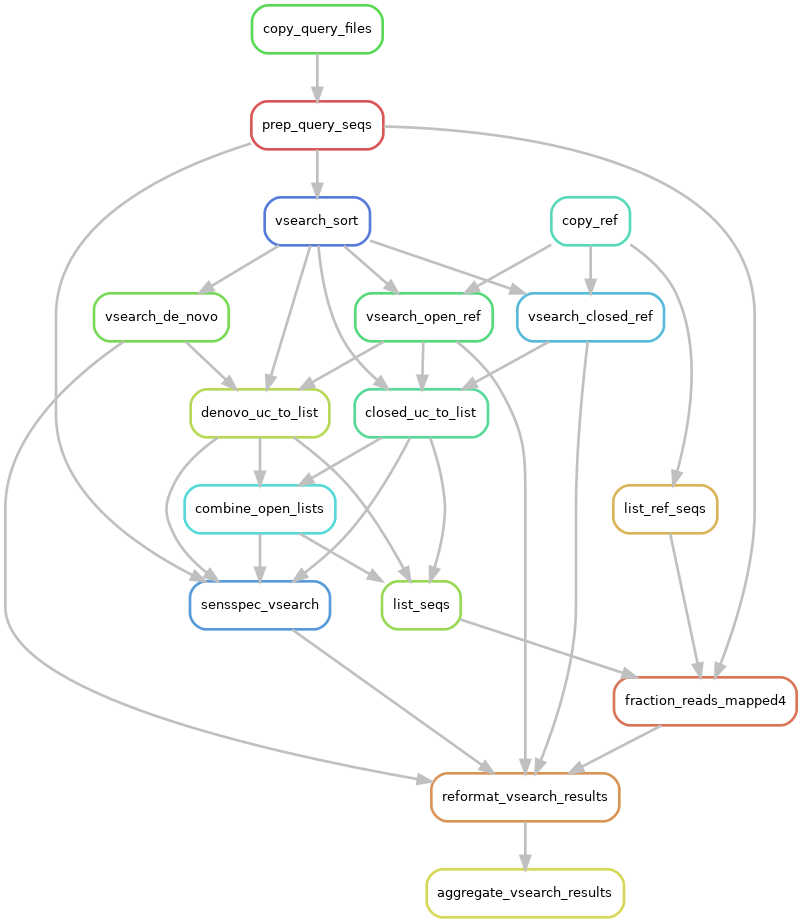 copy_query_files
prep_query_seqs
vsearch_sort
copy_ref
vsearch_de_novo
vsearch_open_ref
vsearch_closed_ref
denovo_uc_to_list
closed_uc_to_list
combine_open_lists
list_ref_seqs
sensspec_vsearch
list_seqs
fraction_reads_mapped4
reformat_vsearch_results
aggregate_vsearch_results